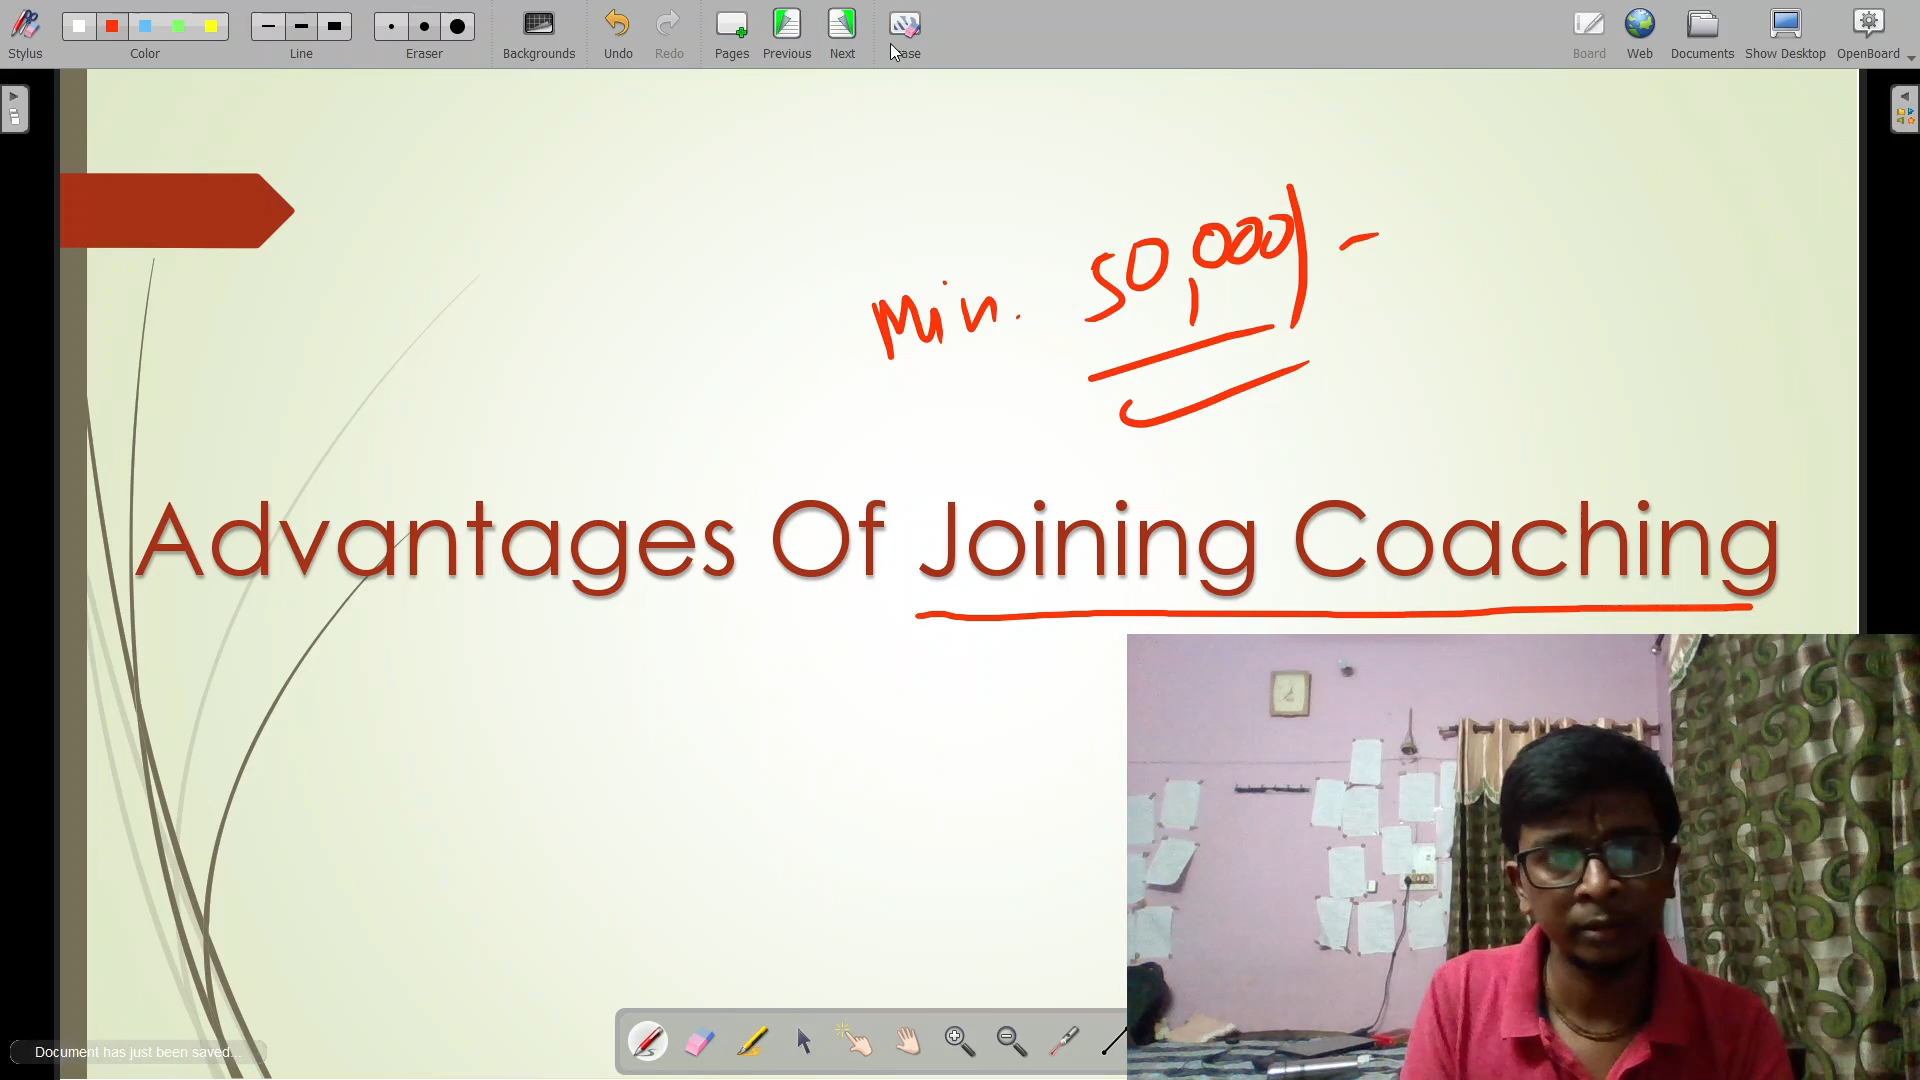 Stylus Color Line Eraser Backgrounds Undo Redo Pages Previous Next Board Web Documents Show Desktop OpenBoard
Min. 50,000/-
Advantages Of Joining Coaching
Document has just been saved...